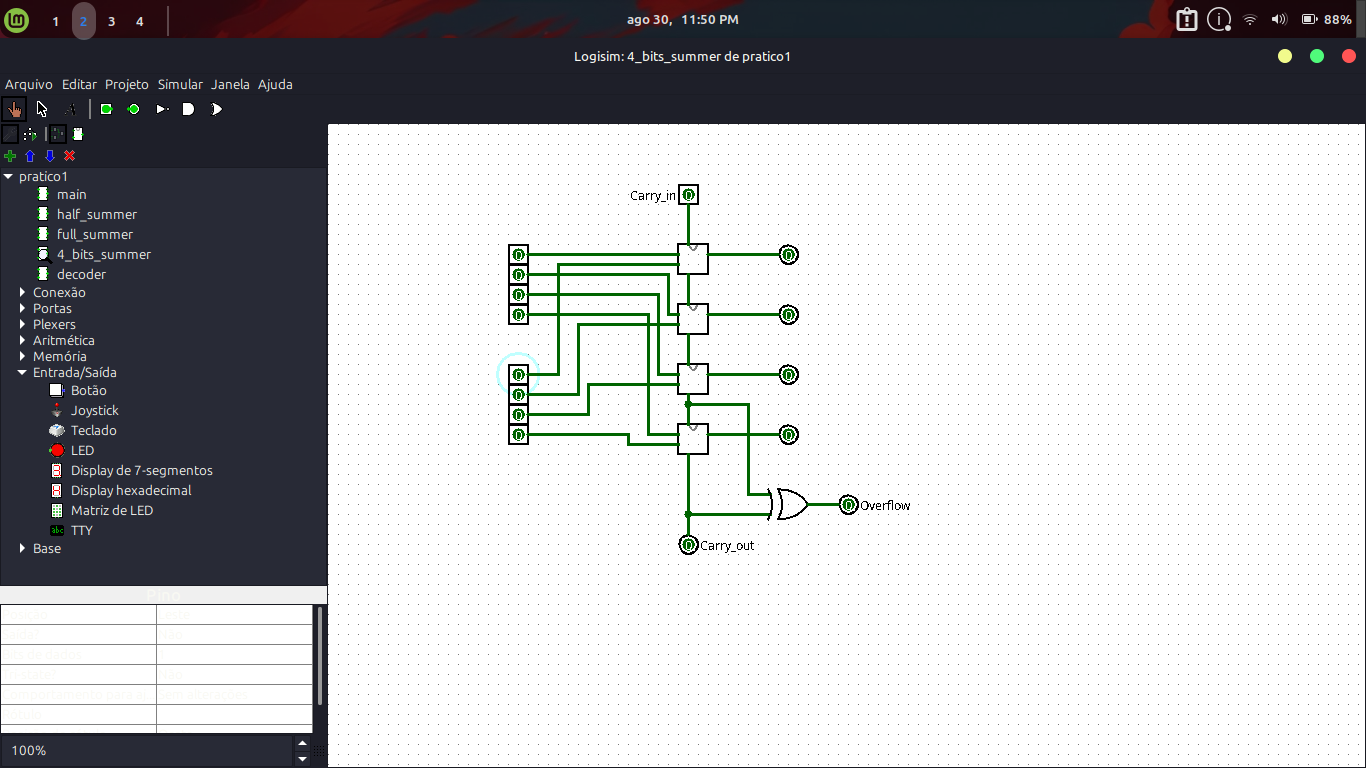 1 2 3 4 ago 30, 11:50 PM 88%
Logisim: 4_bits_summer de pratico1
Arquivo Editar Projeto Simular Janela Ajuda
pratico1
main
half_summer
full_summer
4_bits_summer
decoder
Conexão
Portas
Plexers
Aritmética
Memória
Entrada/Saída
Botão
Joystick
Teclado
LED
Display de 7-segmentos
Display hexadecimal
Matriz de LED
TTY
Base
Pino
100%
Carry_in
0
0
0
0
0
0
0
0
0
0
0
0
0
0
Overflow
0
Carry_out